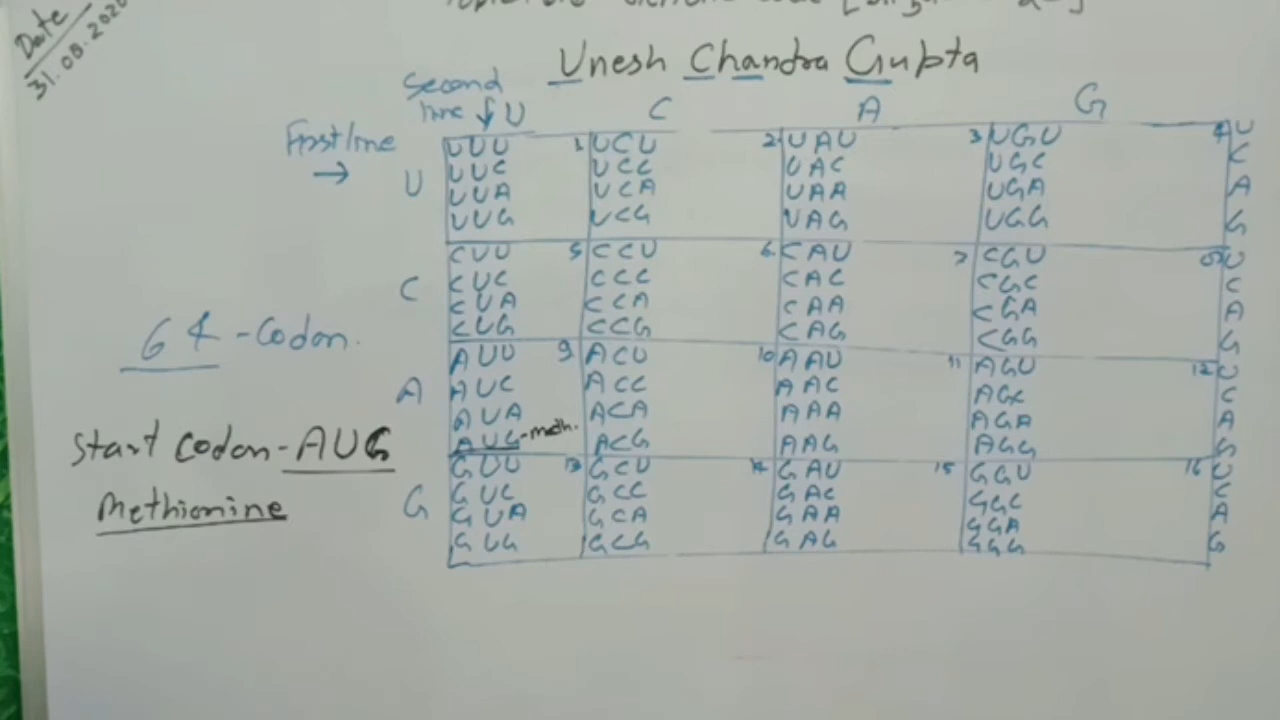 Date
31.08.2020
Unesh Chandra Gupta
Second
line U C A G
First line
U
UUU 1 UCU 2 UAU 3 UGU 4 U
UUC UCC UAC UGC C
UUA UCA UAA UGA A
UUG UCG UAG UGG G
C
CUU 5 CCU 6 CAU 7 CGU 8 U
CUC CCC CAC CGC C
CUA CCA CAA CGA A
CUG CCG CAG CGG G
64-Codon.
A
AUU 9 ACU 10 AAU 11 AGU 12 U
AUC ACC AAC AGC C
AUA ACA AAA AGA A
AUG-meth. ACG AAG AGG G
Start Codon-AUG
Methionine
G
GUU 13 GCU 14 GAU 15 GGU 16 U
GUC GCC GAC GGC C
GUA GCA GAA GGA A
GUG GCG GAG GGG G